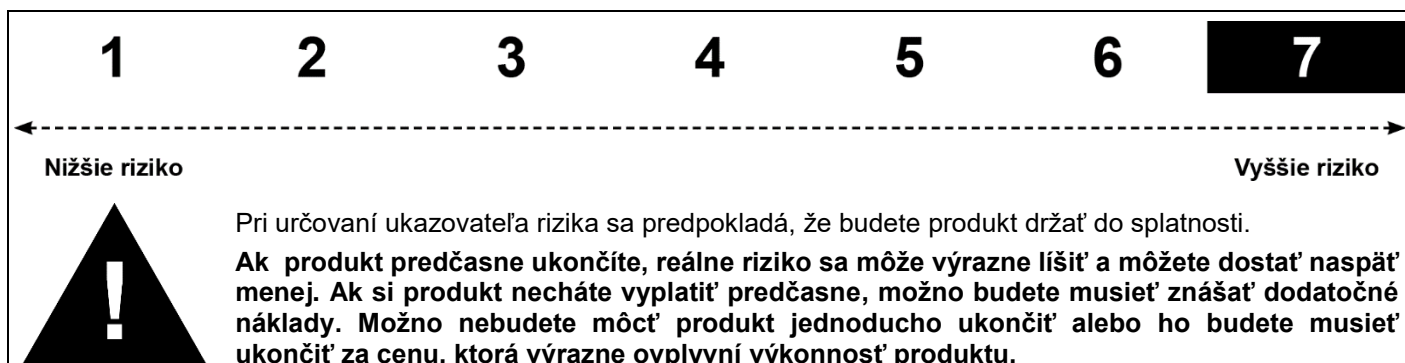 1 2 3 4 5 6 7
Nižšie riziko Vyššie riziko
!
Pri určovaní ukazovateľa rizika sa predpokladá, že budete produkt držať do splatnosti.
Ak produkt predčasne ukončíte, reálne riziko sa môže výrazne líšiť a môžete dostať naspäť
menej. Ak si produkt necháte vyplatiť predčasne, možno budete musieť znášať dodatočné
náklady. Možno nebudete môcť produkt jednoducho ukončiť alebo ho budete musieť
ukončiť za cenu, ktorá výrazne ovplyvní výkonnosť produktu.